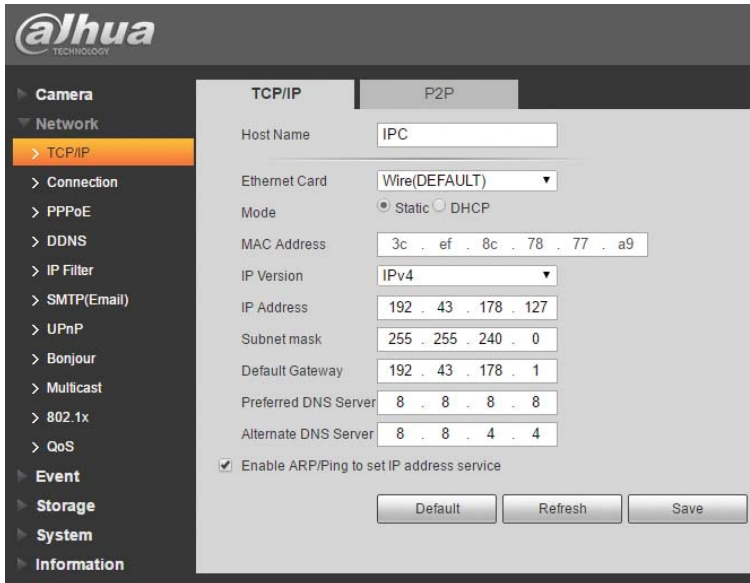 alhua
TECHNOLOGY
Camera
Network
TCP/IP
Connection
PPPoE
DDNS
IP Filter
SMTP(Email)
UPnP
Bonjour
Multicast
802.1x
QoS
Event
Storage
System
Information
TCP/IP P2P
Host Name IPC
Ethernet Card Wire(DEFAULT)
Mode Static DHCP
MAC Address 3c . ef . 8c . 78 . 77 . a9
IP Version IPv4
IP Address 192 . 43 . 178 . 127
Subnet mask 255 . 255 . 240 . 0
Default Gateway 192 . 43 . 178 . 1
Preferred DNS Server 8 . 8 . 8 . 8
Alternate DNS Server 8 . 8 . 4 . 4
Enable ARP/Ping to set IP address service
Default Refresh Save